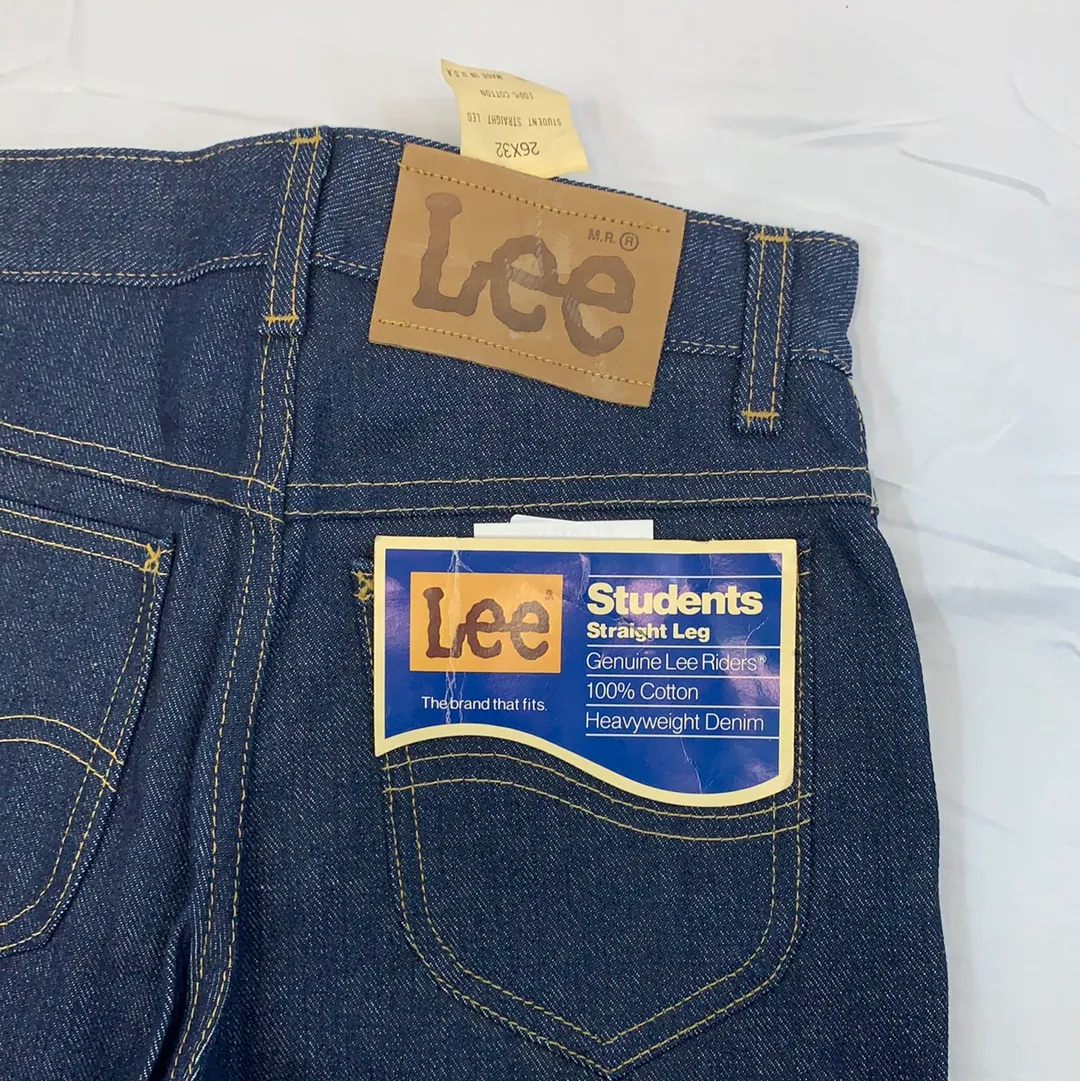 MADE IN U.S.A
100% COTTON
STUDENT STRAIGHT LEG
26X32
Lee
M.R. ®
Lee
Students
Straight Leg
Genuine Lee Riders®
100% Cotton
Heavyweight Denim
The brand that fits.